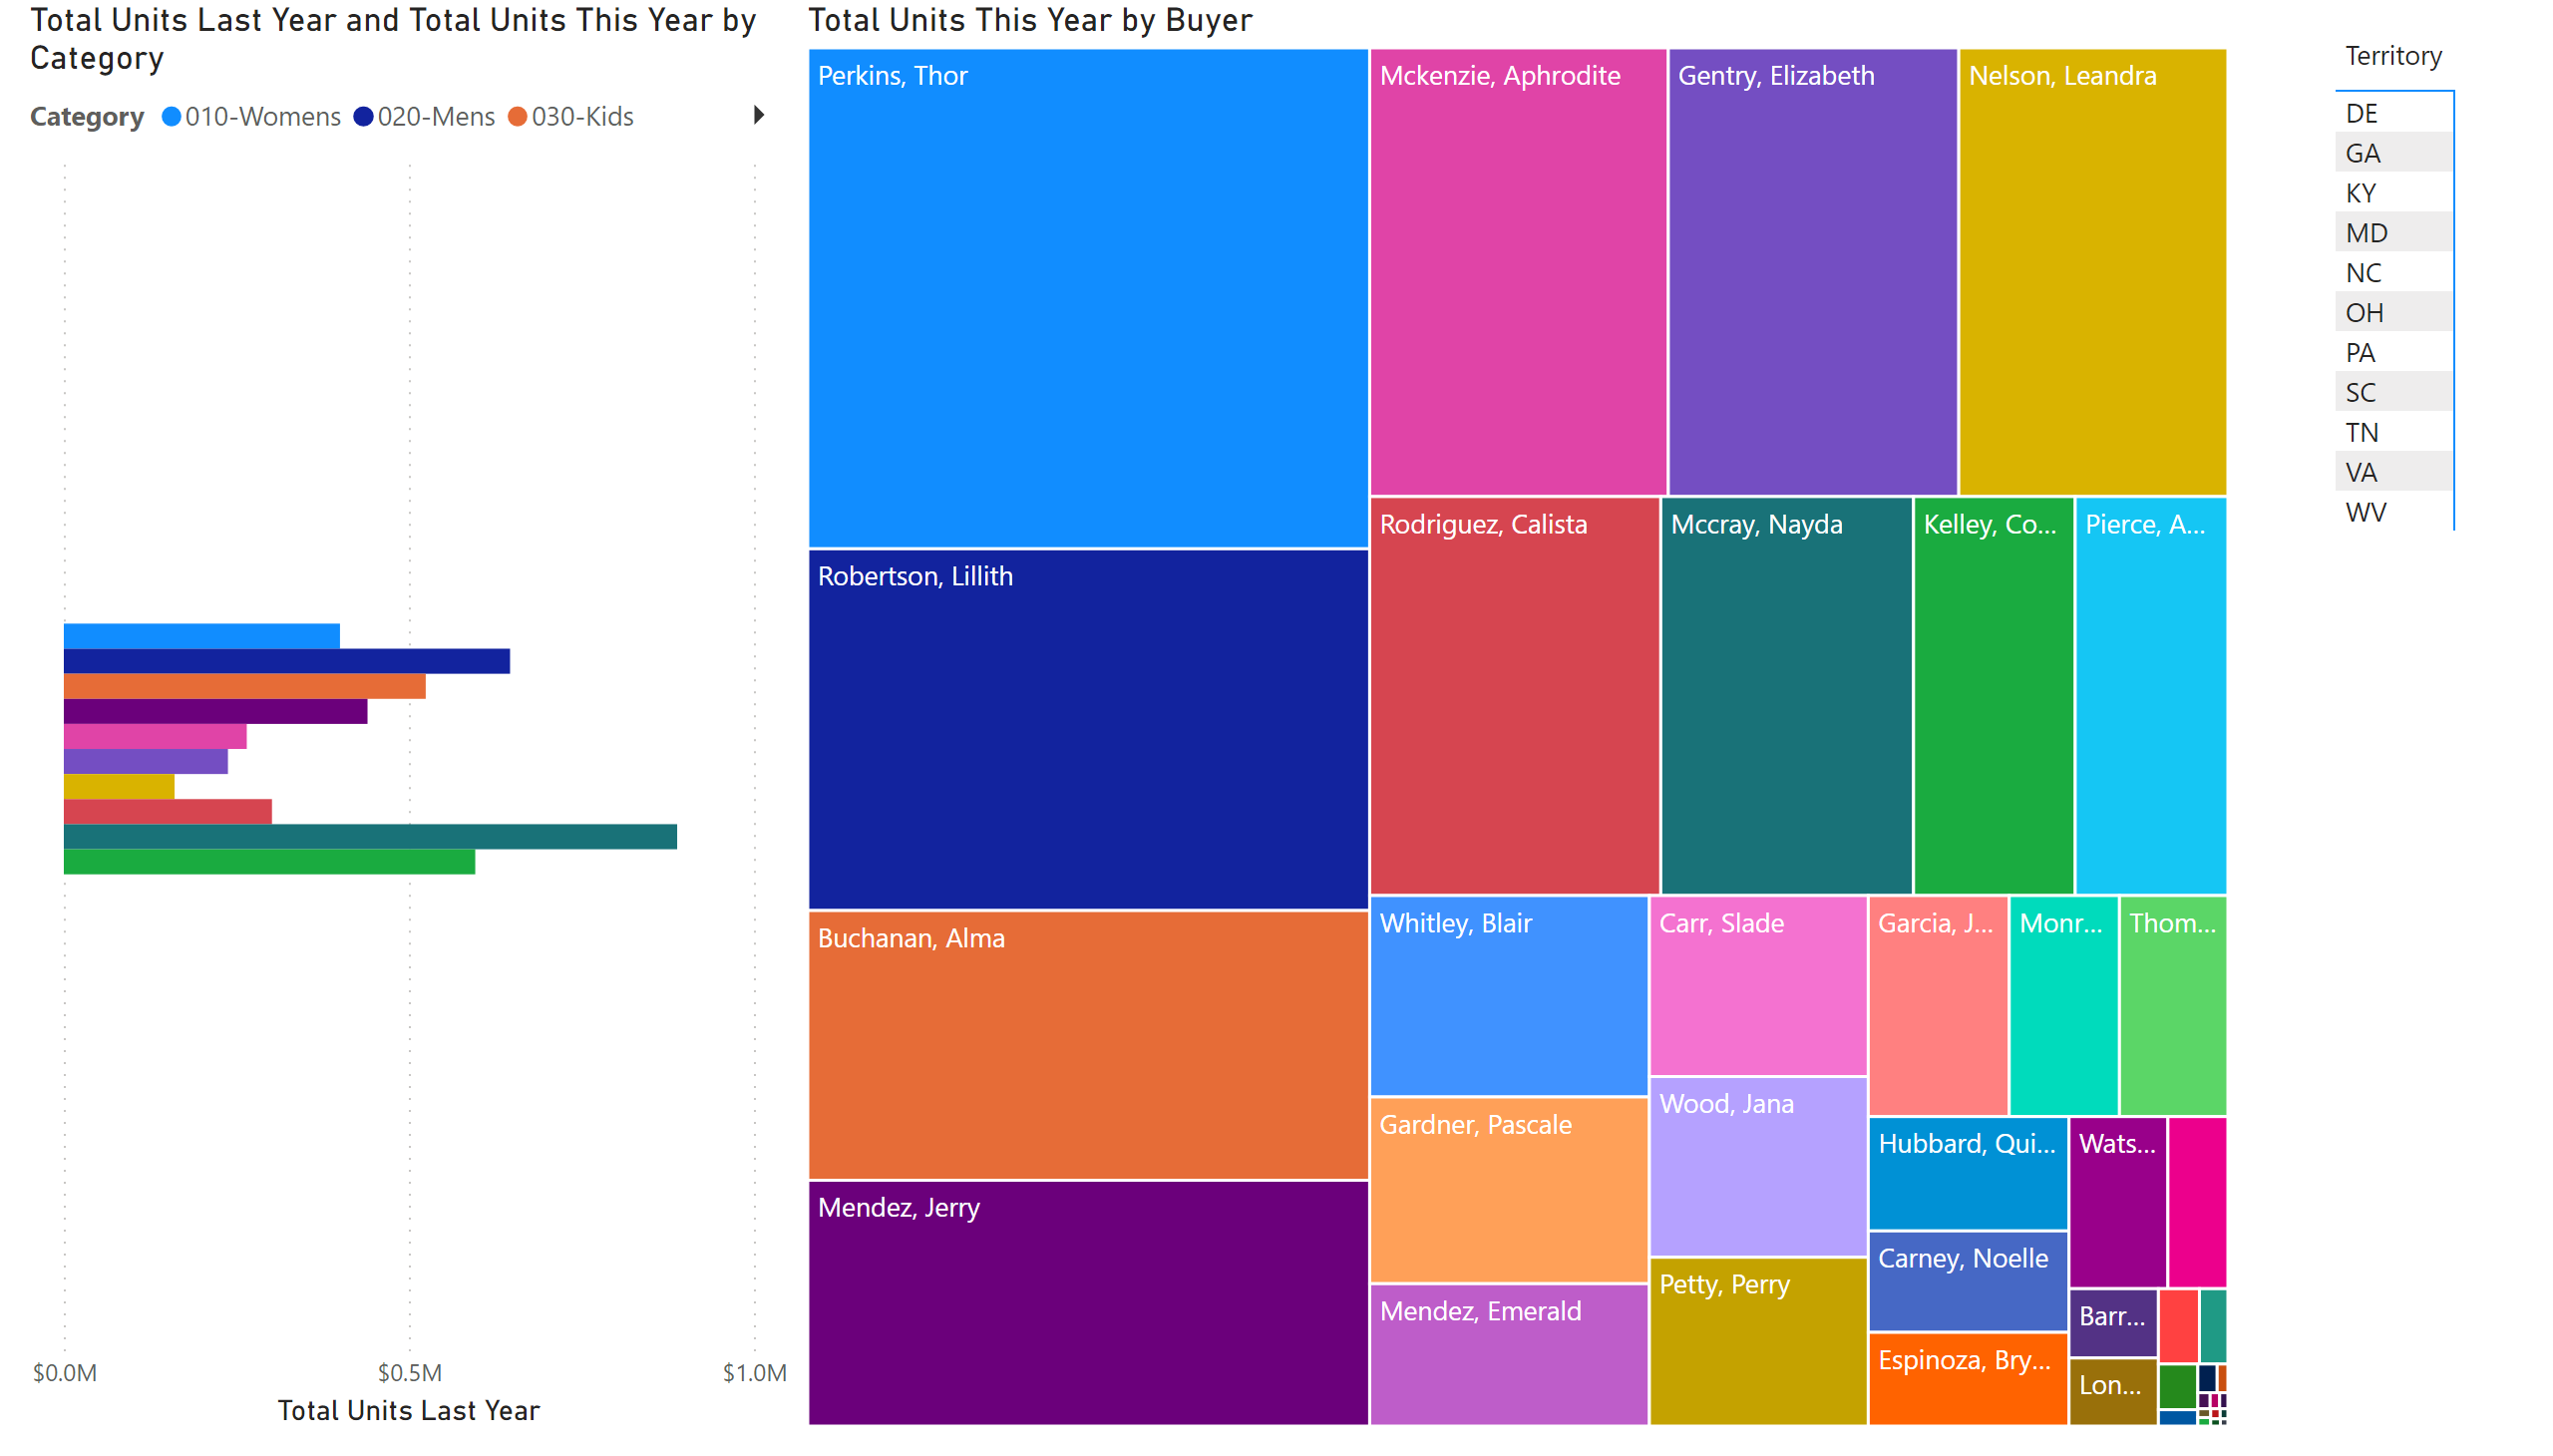 Total Units Last Year and Total Units This Year by
Category
Category 010-Womens 020-Mens 030-Kids
$0.0M $0.5M $1.0M
Total Units Last Year
Total Units This Year by Buyer
Perkins, Thor
Robertson, Lillith
Buchanan, Alma
Mendez, Jerry
Mckenzie, Aphrodite
Gentry, Elizabeth
Nelson, Leandra
Rodriguez, Calista
Mccray, Nayda
Kelley, Co...
Pierce, A...
Whitley, Blair
Gardner, Pascale
Mendez, Emerald
Carr, Slade
Wood, Jana
Petty, Perry
Garcia, J...
Monr...
Thom...
Hubbard, Qui...
Carney, Noelle
Espinoza, Bry...
Wats...
Barr...
Lon...
Territory
DE
GA
KY
MD
NC
OH
PA
SC
TN
VA
WV